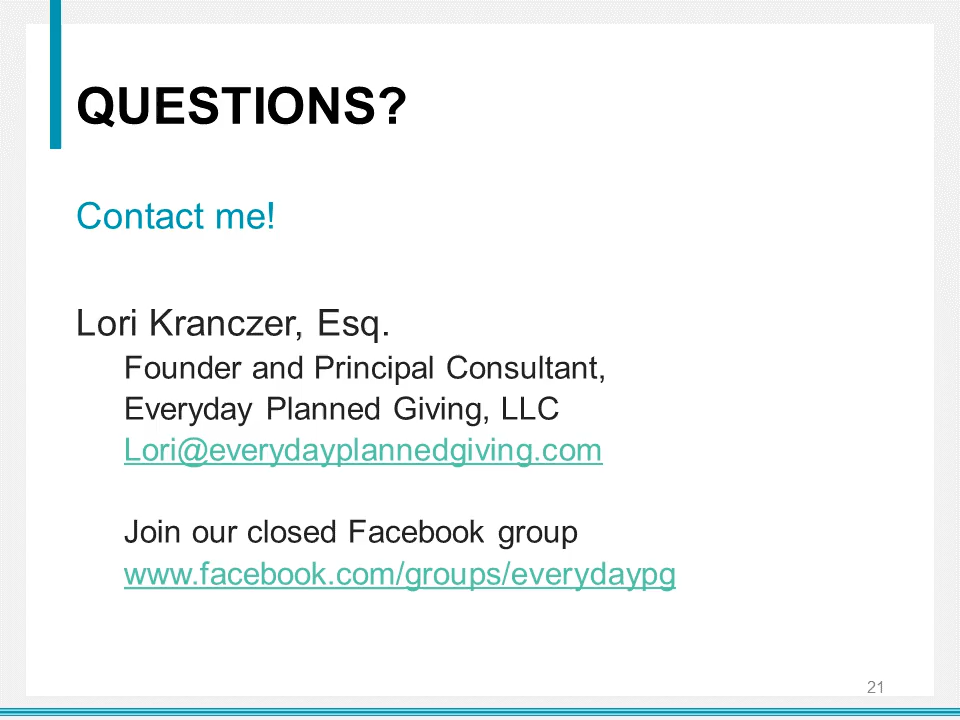 QUESTIONS?
Contact me!
Lori Kranczer, Esq.
Founder and Principal Consultant,
Everyday Planned Giving, LLC
Lori@everydayplannedgiving.com
Join our closed Facebook group
www.facebook.com/groups/everydaypg
21